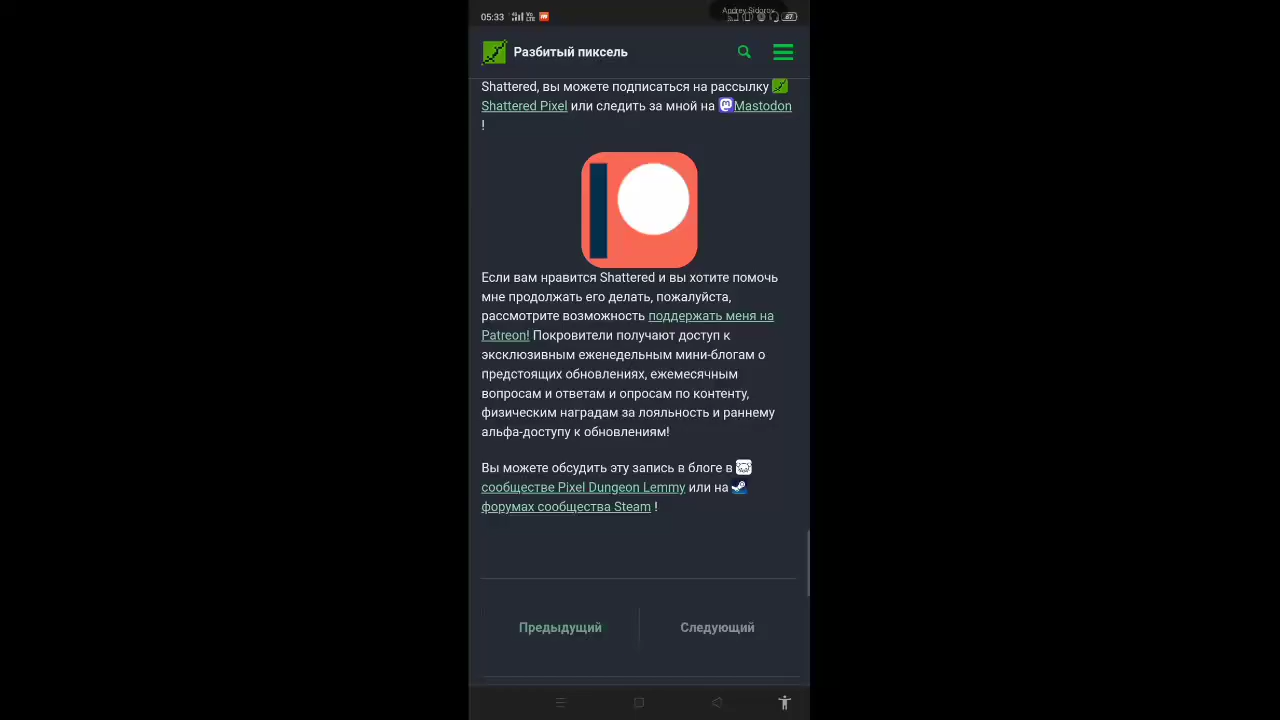 Andrey Sidorov
05:33
87
Разбитый пиксель
Shattered, вы можете подписаться на рассылку
Shattered Pixel или следить за мной на Mastodon
!
Если вам нравится Shattered и вы хотите помочь
мне продолжать его делать, пожалуйста,
рассмотрите возможность поддержать меня на
Patreon! Покровители получают доступ к
эксклюзивным еженедельным мини-блогам о
предстоящих обновлениях, ежемесячным
вопросам и ответам и опросам по контенту,
физическим наградам за лояльность и раннему
альфа-доступу к обновлениям!
Вы можете обсудить эту запись в блоге в
сообществе Pixel Dungeon Lemmy или на
форумах сообщества Steam !
Предыдущий
Следующий